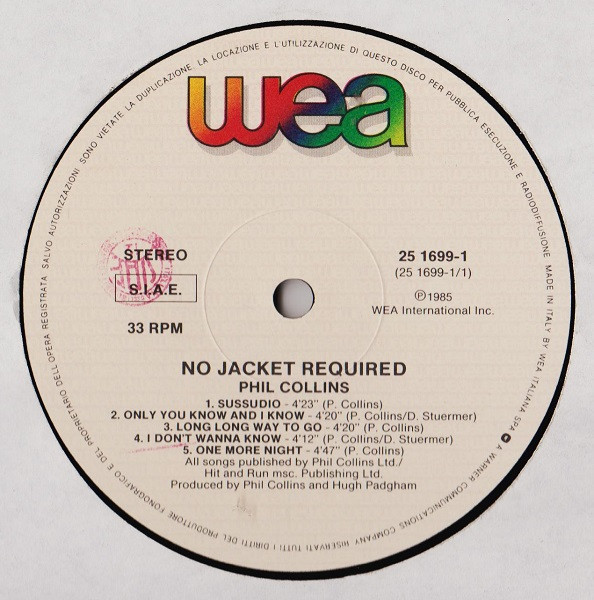 wea
STEREO
S.I.A.E.
33 RPM
25 1699-1
(25 1699-1/1)
℗1985
WEA International Inc.
NO JACKET REQUIRED
PHIL COLLINS
1. SUSSUDIO - 4'23" (P. Collins)
2. ONLY YOU KNOW AND I KNOW - 4'20" (P. Collins/D. Stuermer)
3. LONG LONG WAY TO GO - 4'20" (P. Collins)
4. I DON'T WANNA KNOW - 4'12" (P. Collins/D. Stuermer)
5. ONE MORE NIGHT - 4'47" (P. Collins)
All songs published by Phil Collins Ltd./
Hit and Run msc. Publishing Ltd.
Produced by Phil Collins and Hugh Padgham
MADE IN ITALY BY WEA ITALIANA SPA - A WARNER COMMUNICATIONS COMPANY RISERVATI TUTTI I DIRITTI DEL PRODUTTORE FONOGRAFICO E DEL PROPRIETARIO DELL'OPERA REGISTRATA. SALVO AUTORIZZAZIONI SONO VIETATE LA DUPLICAZIONE, LA LOCAZIONE E L'UTILIZZAZIONE DI QUESTO DISCO PER PUBBLICA ESECUZIONE E RADIODIFFUSIONE.